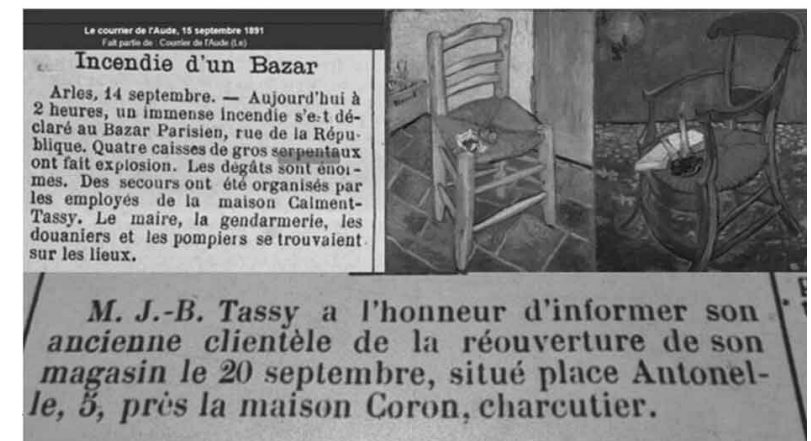 Le courrier de l'Aude, 15 septembre 1891
Fait partie de : Courrier de l'Aude (Le)
Incendie d'un Bazar
Arles, 14 septembre. — Aujourd'hui à
2 heures, un immense incendie s'est dé-
claré au Bazar Parisien, rue de la Répu-
blique. Quatre caisses de gros serpentaux
ont fait explosion. Les dégâts sont énor-
mes. Des secours ont été organisés par
les employés de la maison Calment-
Tassy. Le maire, la gendarmerie, les
douaniers et les pompiers se trouvaient
sur les lieux.
M. J.-B. Tassy a l'honneur d'informer son
ancienne clientèle de la réouverture de son
magasin le 20 septembre, situé place Antonel-
le, 5, près la maison Coron, charcutier.